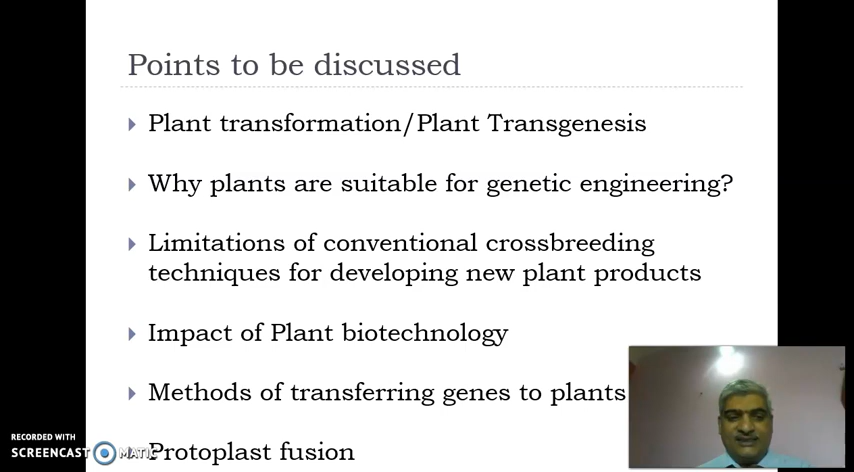 Points to be discussed
Plant transformation/Plant Transgenesis
Why plants are suitable for genetic engineering?
Limitations of conventional crossbreeding
techniques for developing new plant products
Impact of Plant biotechnology
Methods of transferring genes to plants
Protoplast fusion
RECORDED WITH
SCREENCAST MATIC